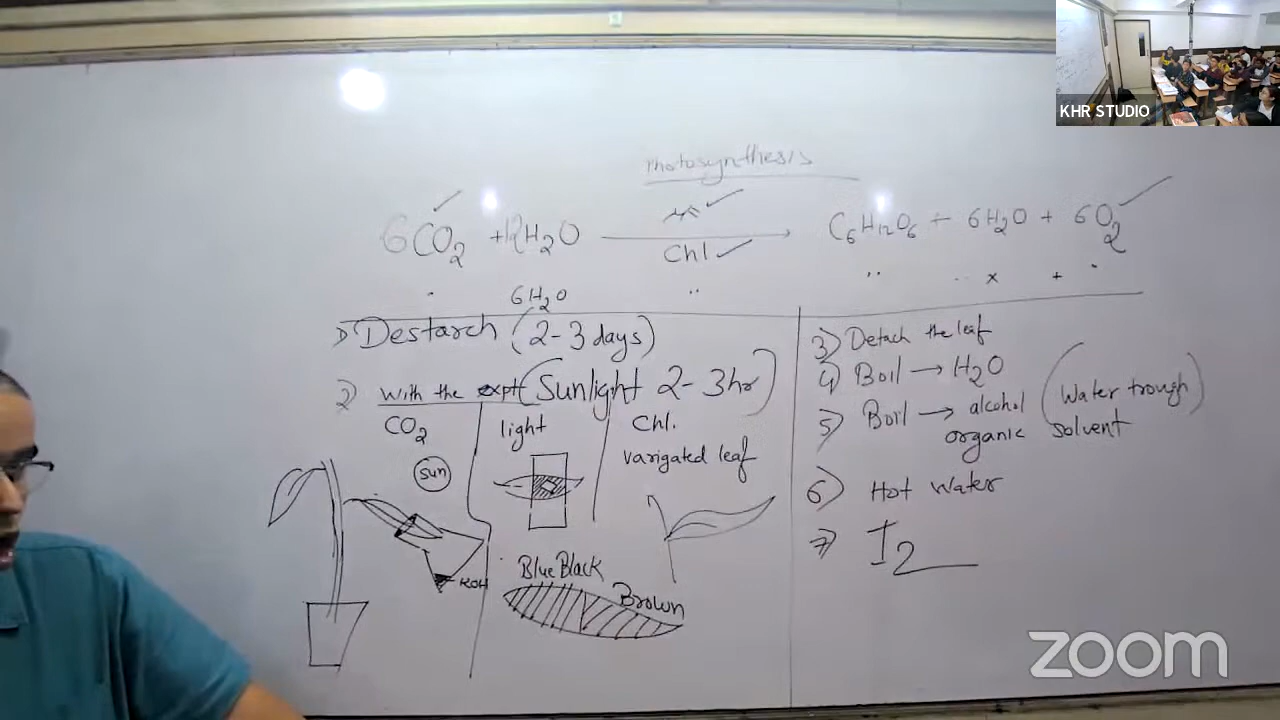 KHR STUDIO
Photosynthesis
6CO2 + 12H2O → C6H12O6 + 6H2O + 6O2
Chl
6H2O
1) Destarch (2-3 days)
2) With the expt (Sunlight 2-3hr)
CO2
light
Chl.
varigated leaf
Sun
KOH
Blue Black
Brown
3) Detach the leaf
4) Boil → H2O
5) Boil → alcohol (Water trough)
organic solvent
6) Hot Water
7) I2
zoom